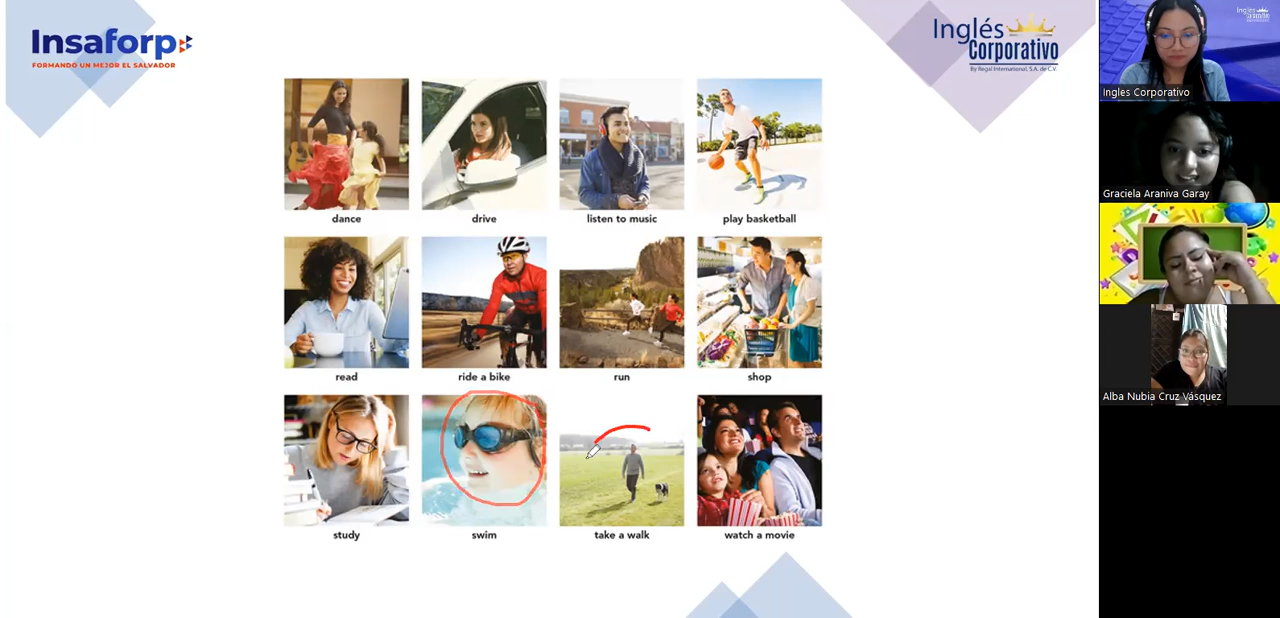 Insaforp
FORMANDO UN MEJOR EL SALVADOR
Inglés
Corporativo
By Regal International, S.A. de C.V.
dance
drive
listen to music
play basketball
read
ride a bike
run
shop
study
swim
take a walk
watch a movie
Inglés
Ingles Corporativo
Graciela Araniva Garay
Alba Nubia Cruz Vásquez